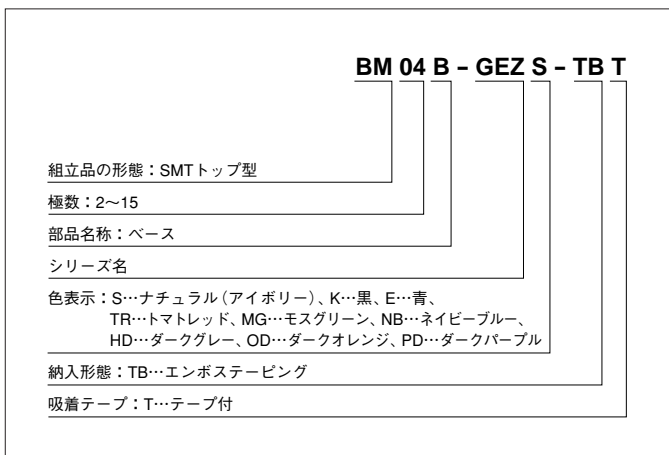 BM 04 B – GEZ S – TB T
組立品の形態：SMTトップ型
極数：2〜15
部品名称：ベース
シリーズ名
色表示：S…ナチュラル（アイボリー）、K…黒、E…青、
TR…トマトレッド、MG…モスグリーン、NB…ネイビーブルー、
HD…ダークグレー、OD…ダークオレンジ、PD…ダークパープル
納入形態：TB…エンボステーピング
吸着テープ：T…テープ付